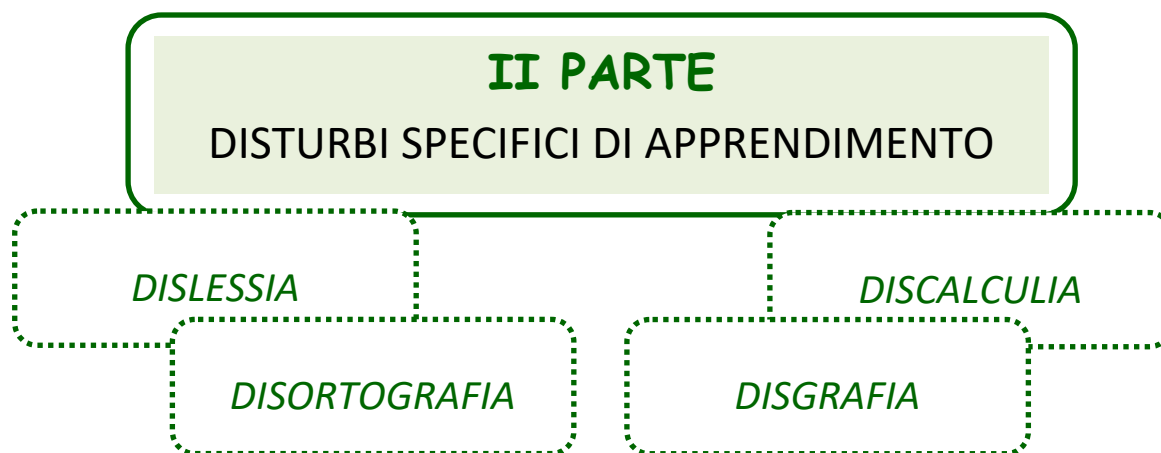 II PARTE
DISTURBI SPECIFICI DI APPRENDIMENTO
DISLESSIA
DISCALCULIA
DISORTOGRAFIA
DISGRAFIA